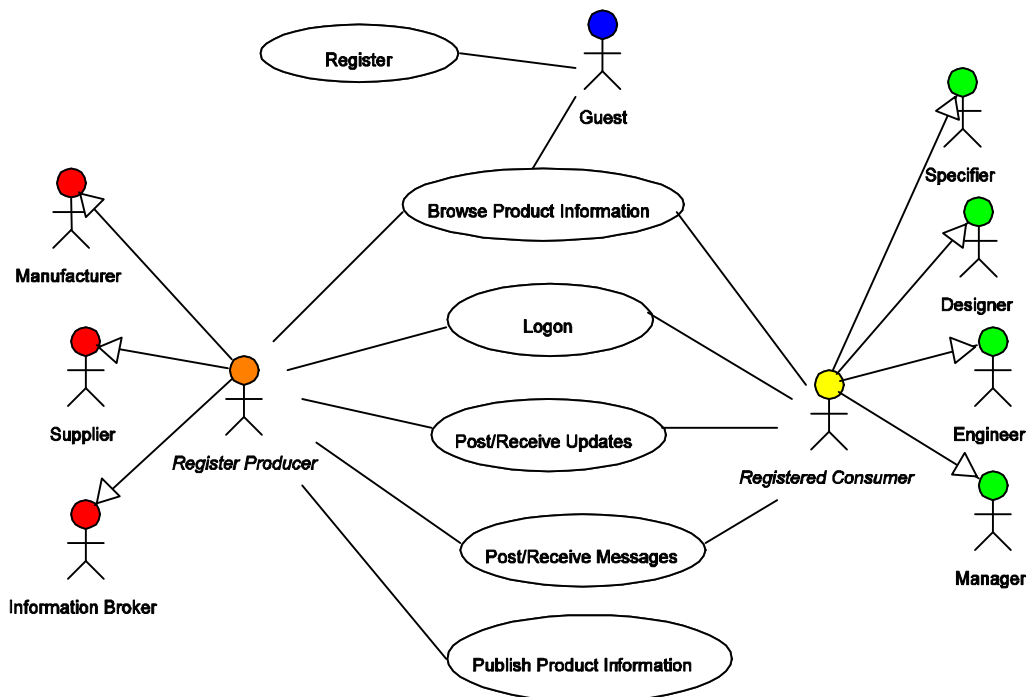 Register
Guest
Specifier
Browse Product Information
Manufacturer
Designer
Logon
Supplier
Engineer
Post/Receive Updates
Register Producer
Registered Consumer
Post/Receive Messages
Manager
Information Broker
Publish Product Information